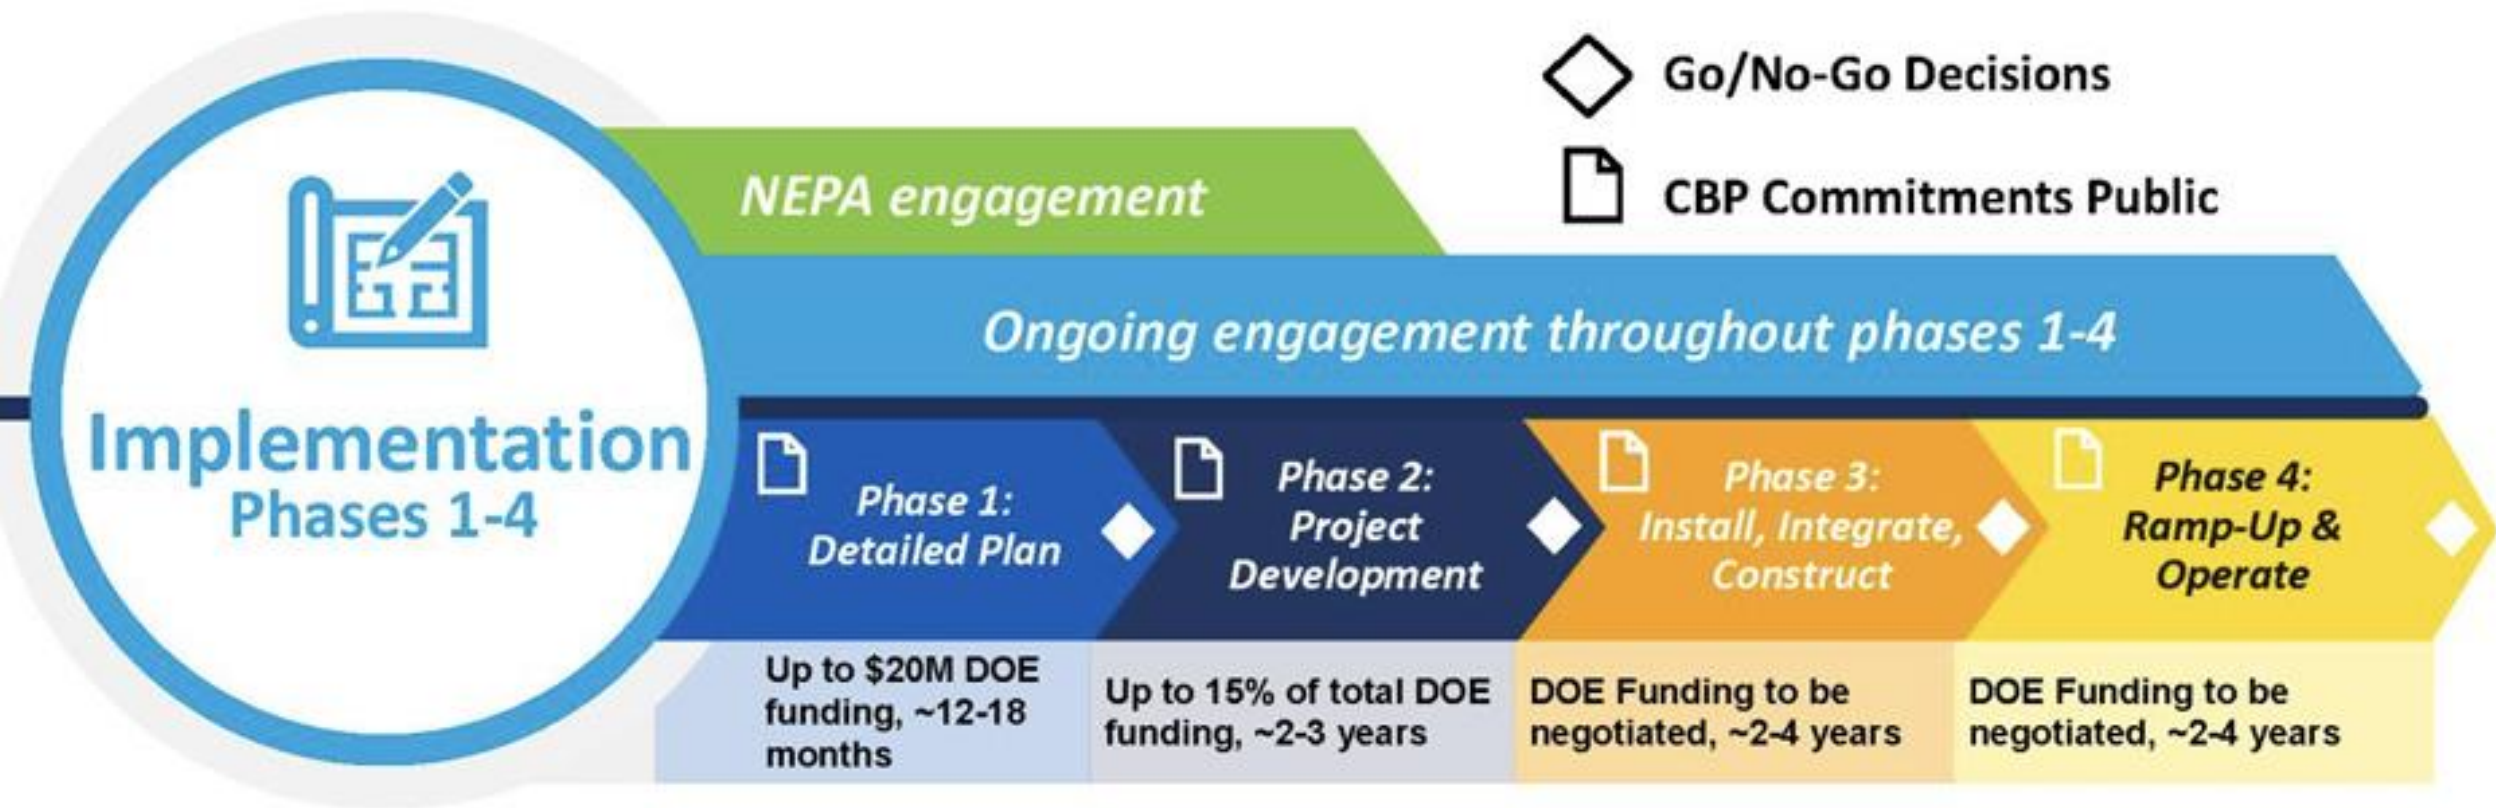 Go/No-Go Decisions
CBP Commitments Public
NEPA engagement
Ongoing engagement throughout phases 1-4
Implementation
Phases 1-4
Phase 1:
Detailed Plan
Phase 2:
Project
Development
Phase 3:
Install, Integrate,
Construct
Phase 4:
Ramp-Up &
Operate
Up to $20M DOE
funding, ~12-18
months
Up to 15% of total DOE
funding, ~2-3 years
DOE Funding to be
negotiated, ~2-4 years
DOE Funding to be
negotiated, ~2-4 years